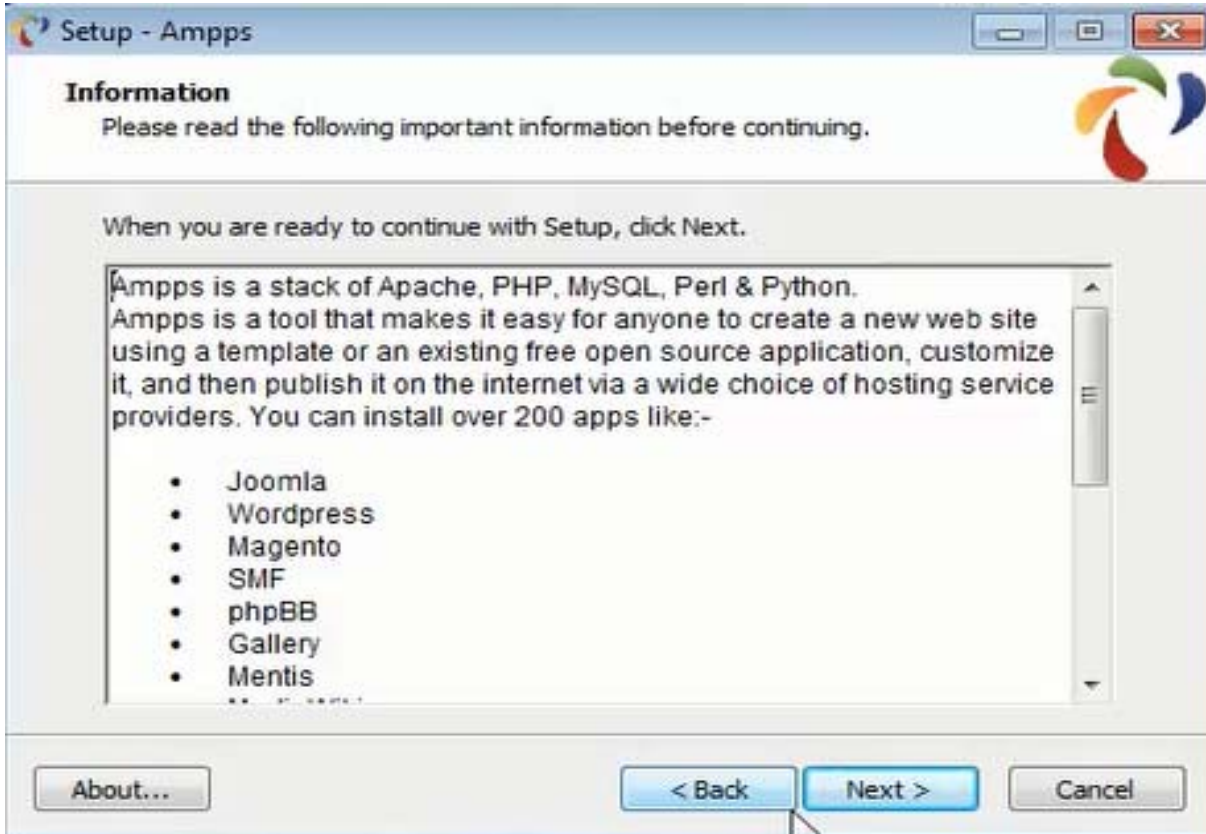 Setup - Ampps
Information
Please read the following important information before continuing.
When you are ready to continue with Setup, click Next.
Ampps is a stack of Apache, PHP, MySQL, Perl & Python.
Ampps is a tool that makes it easy for anyone to create a new web site
using a template or an existing free open source application, customize
it, and then publish it on the internet via a wide choice of hosting service
providers. You can install over 200 apps like:-
• Joomla
• Wordpress
• Magento
• SMF
• phpBB
• Gallery
• Mentis
About...
< Back
Next >
Cancel